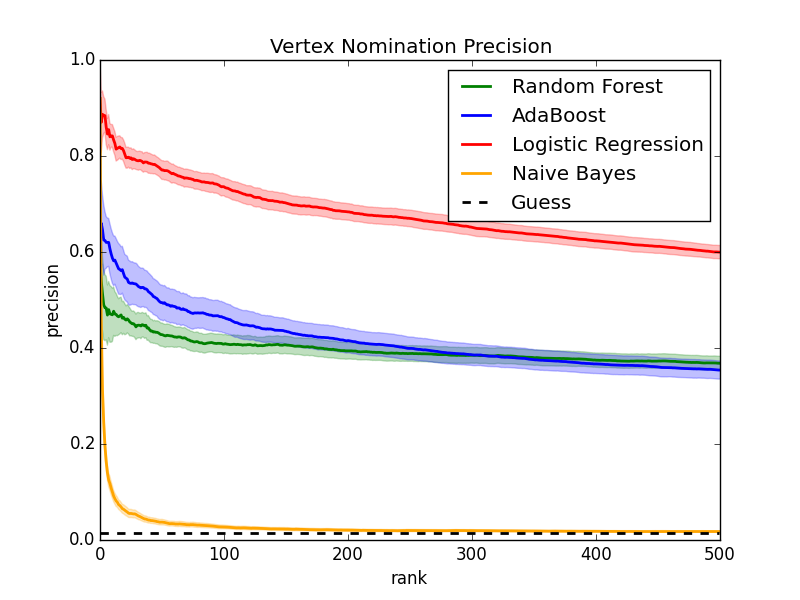 Vertex Nomination Precision
1.0
0.8
0.6
0.4
0.2
0.0
precision
Random Forest
AdaBoost
Logistic Regression
Naive Bayes
Guess
0 100 200 300 400 500
rank